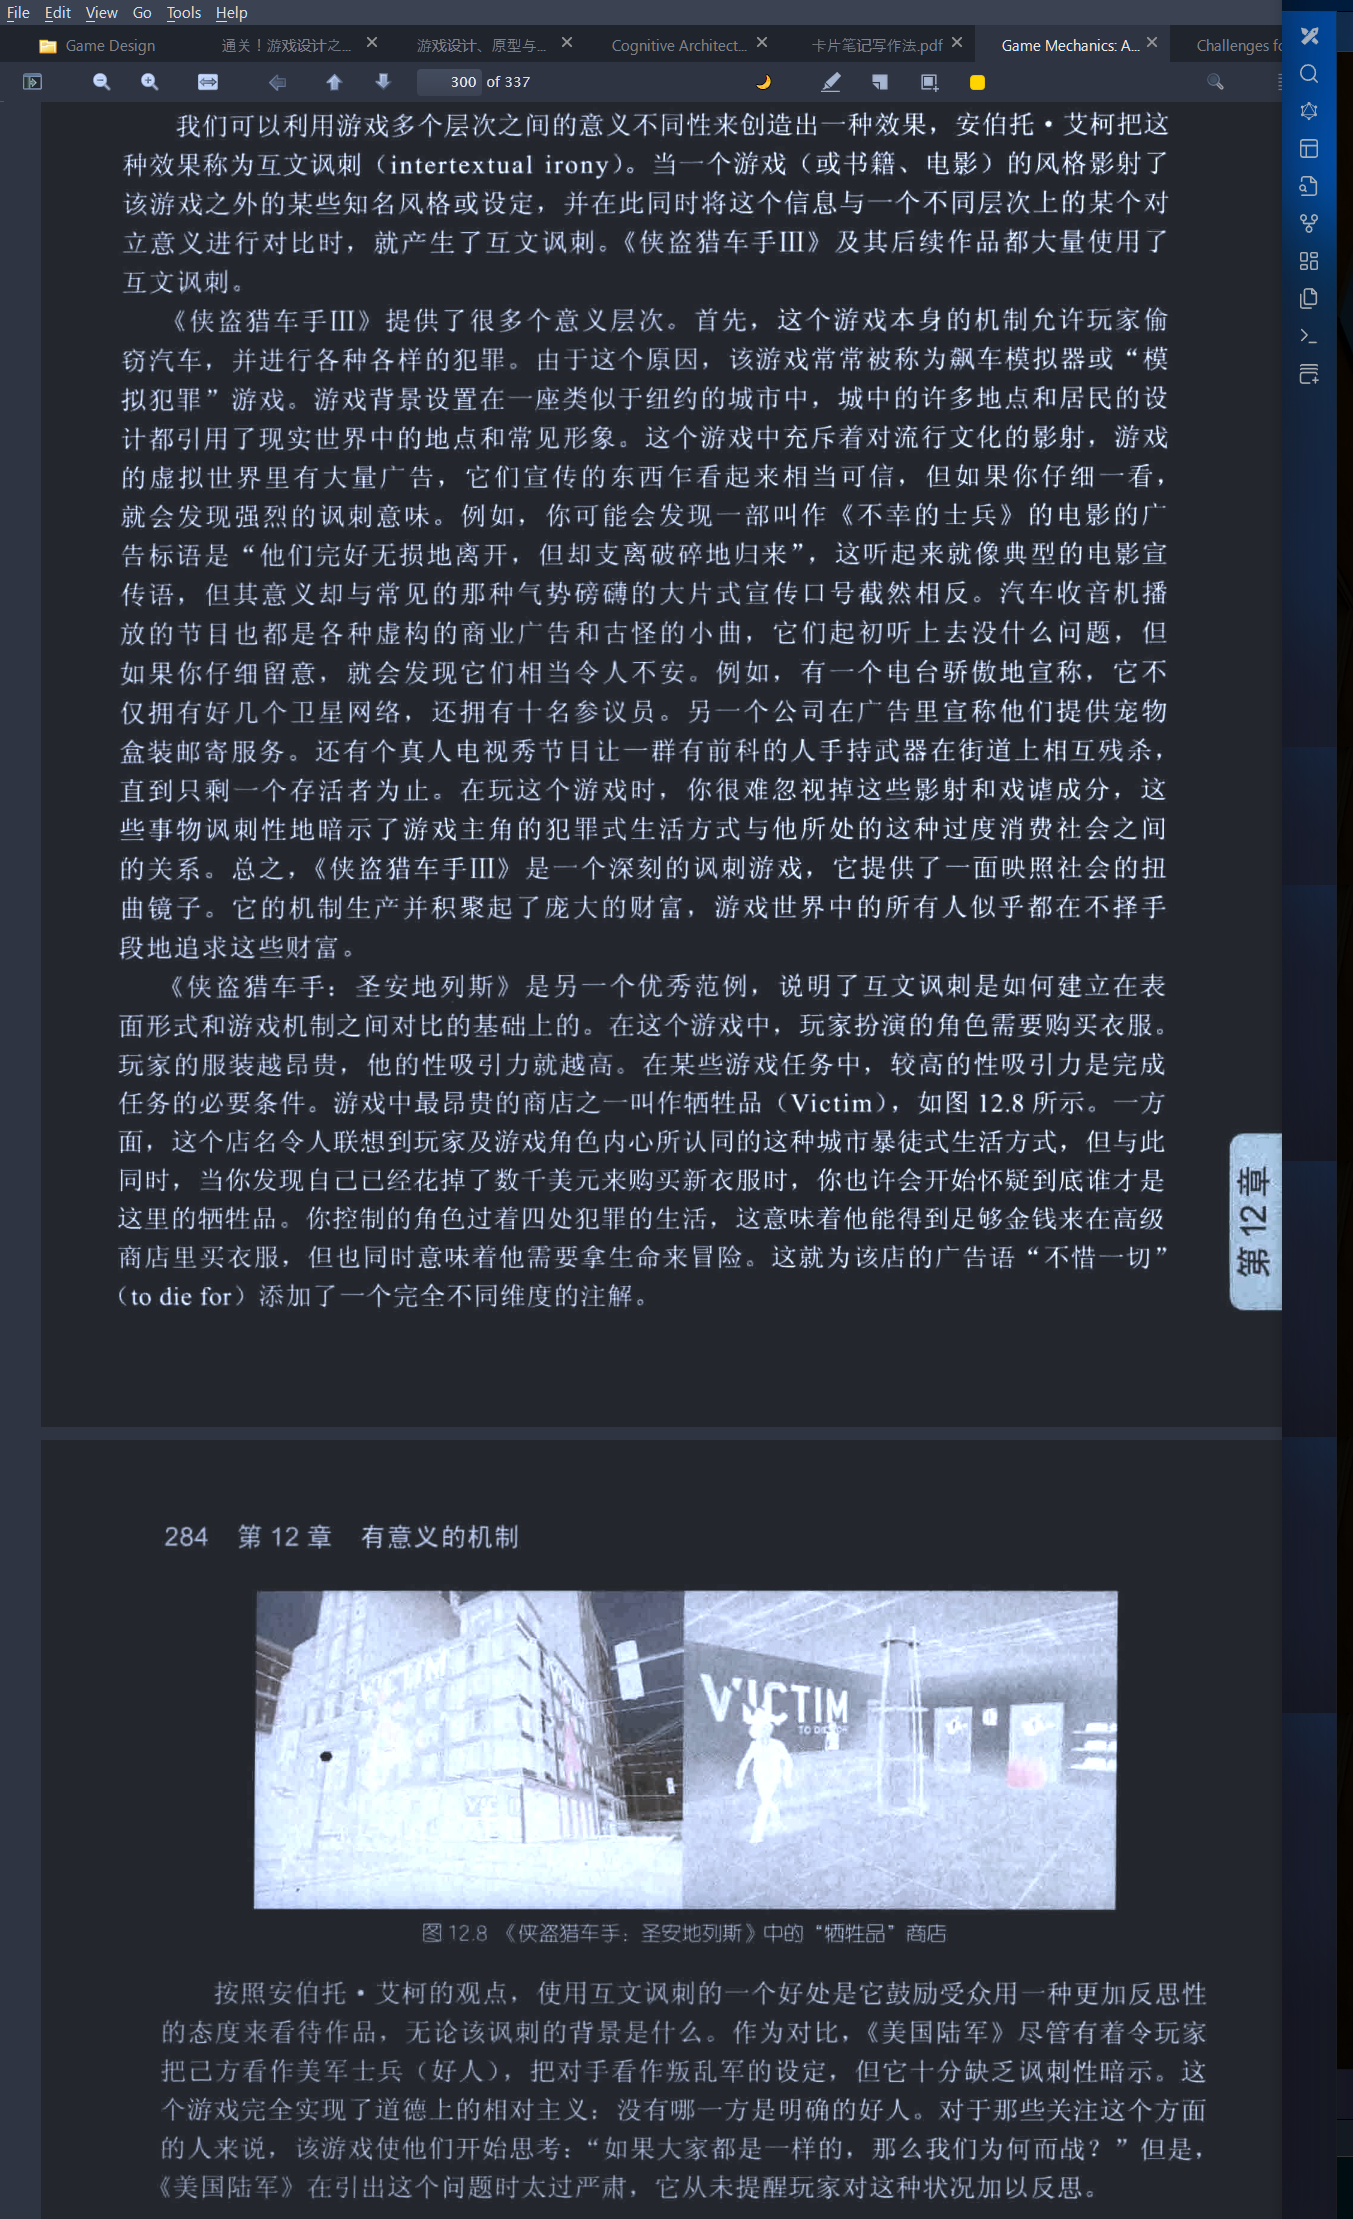 File Edit View Go Tools Help
Game Design 通关！游戏设计之... 游戏设计、原型与... Cognitive Architect... 卡片笔记写作法.pdf Game Mechanics: A... Challenges fo
300 of 337
我们可以利用游戏多个层次之间的意义不同性来创造出一种效果，安伯托·艾柯把这
种效果称为互文讽刺（intertextual irony）。当一个游戏（或书籍、电影）的风格影射了
该游戏之外的某些知名风格或设定，并在此同时将这个信息与一个不同层次上的某个对
立意义进行对比时，就产生了互文讽刺。《侠盗猎车手Ⅲ》及其后续作品都大量使用了
互文讽刺。
《侠盗猎车手Ⅲ》提供了很多个意义层次。首先，这个游戏本身的机制允许玩家偷
窃汽车，并进行各种各样的犯罪。由于这个原因，该游戏常常被称为飙车模拟器或“模
拟犯罪”游戏。游戏背景设置在一座类似于纽约的城市中，城中的许多地点和居民的设
计都引用了现实世界中的地点和常见形象。这个游戏中充斥着对流行文化的影射，游戏
的虚拟世界里有大量广告，它们宣传的东西乍看起来相当可信，但如果你仔细一看，
就会发现强烈的讽刺意味。例如，你可能会发现一部叫作《不幸的士兵》的电影的广
告标语是“他们完好无损地离开，但却支离破碎地归来”，这听起来就像典型的电影宣
传语，但其意义却与常见的那种气势磅礴的大片式宣传口号截然相反。汽车收音机播
放的节目也都是各种虚构的商业广告和古怪的小曲，它们起初听上去没什么问题，但
如果你仔细留意，就会发现它们相当令人不安。例如，有一个电台骄傲地宣称，它不
仅拥有好几个卫星网络，还拥有十名参议员。另一个公司在广告里宣称他们提供宠物
盒装邮寄服务。还有个真人电视秀节目让一群有前科的人手持武器在街道上相互残杀，
直到只剩一个存活者为止。在玩这个游戏时，你很难忽视掉这些影射和戏谑成分，这
些事物讽刺性地暗示了游戏主角的犯罪式生活方式与他所处的这种过度消费社会之间
的关系。总之，《侠盗猎车手Ⅲ》是一个深刻的讽刺游戏，它提供了一面映照社会的扭
曲镜子。它的机制生产并积聚起了庞大的财富，游戏世界中的所有人似乎都在不择手
段地追求这些财富。
《侠盗猎车手：圣安地列斯》是另一个优秀范例，说明了互文讽刺是如何建立在表
面形式和游戏机制之间对比的基础上的。在这个游戏中，玩家扮演的角色需要购买衣服。
玩家的服装越昂贵，他的性吸引力就越高。在某些游戏任务中，较高的性吸引力是完成
任务的必要条件。游戏中最昂贵的商店之一叫作牺牲品（Victim），如图 12.8 所示。一方
面，这个店名令人联想到玩家及游戏角色内心所认同的这种城市暴徒式生活方式，但与此
同时，当你发现自己已经花掉了数千美元来购买新衣服时，你也许会开始怀疑到底谁才是
这里的牺牲品。你控制的角色过着四处犯罪的生活，这意味着他能得到足够金钱来在高级
商店里买衣服，但也同时意味着他需要拿生命来冒险。这就为该店的广告语“不惜一切”
（to die for）添加了一个完全不同维度的注解。
第 12 章
284 第 12 章 有意义的机制
VICTIM
VICTIM
图 12.8 《侠盗猎车手：圣安地列斯》中的“牺牲品”商店
按照安伯托·艾柯的观点，使用互文讽刺的一个好处是它鼓励受众用一种更加反思性
的态度来看待作品，无论该讽刺的背景是什么。作为对比，《美国陆军》尽管有着令玩家
把己方看作美军士兵（好人），把对手看作叛乱军的设定，但它十分缺乏讽刺性暗示。这
个游戏完全实现了道德上的相对主义：没有哪一方是明确的好人。对于那些关注这个方面
的人来说，该游戏使他们开始思考：“如果大家都是一样的，那么我们为何而战？”但是，
《美国陆军》在引出这个问题时太过严肃，它从未提醒玩家对这种状况加以反思。